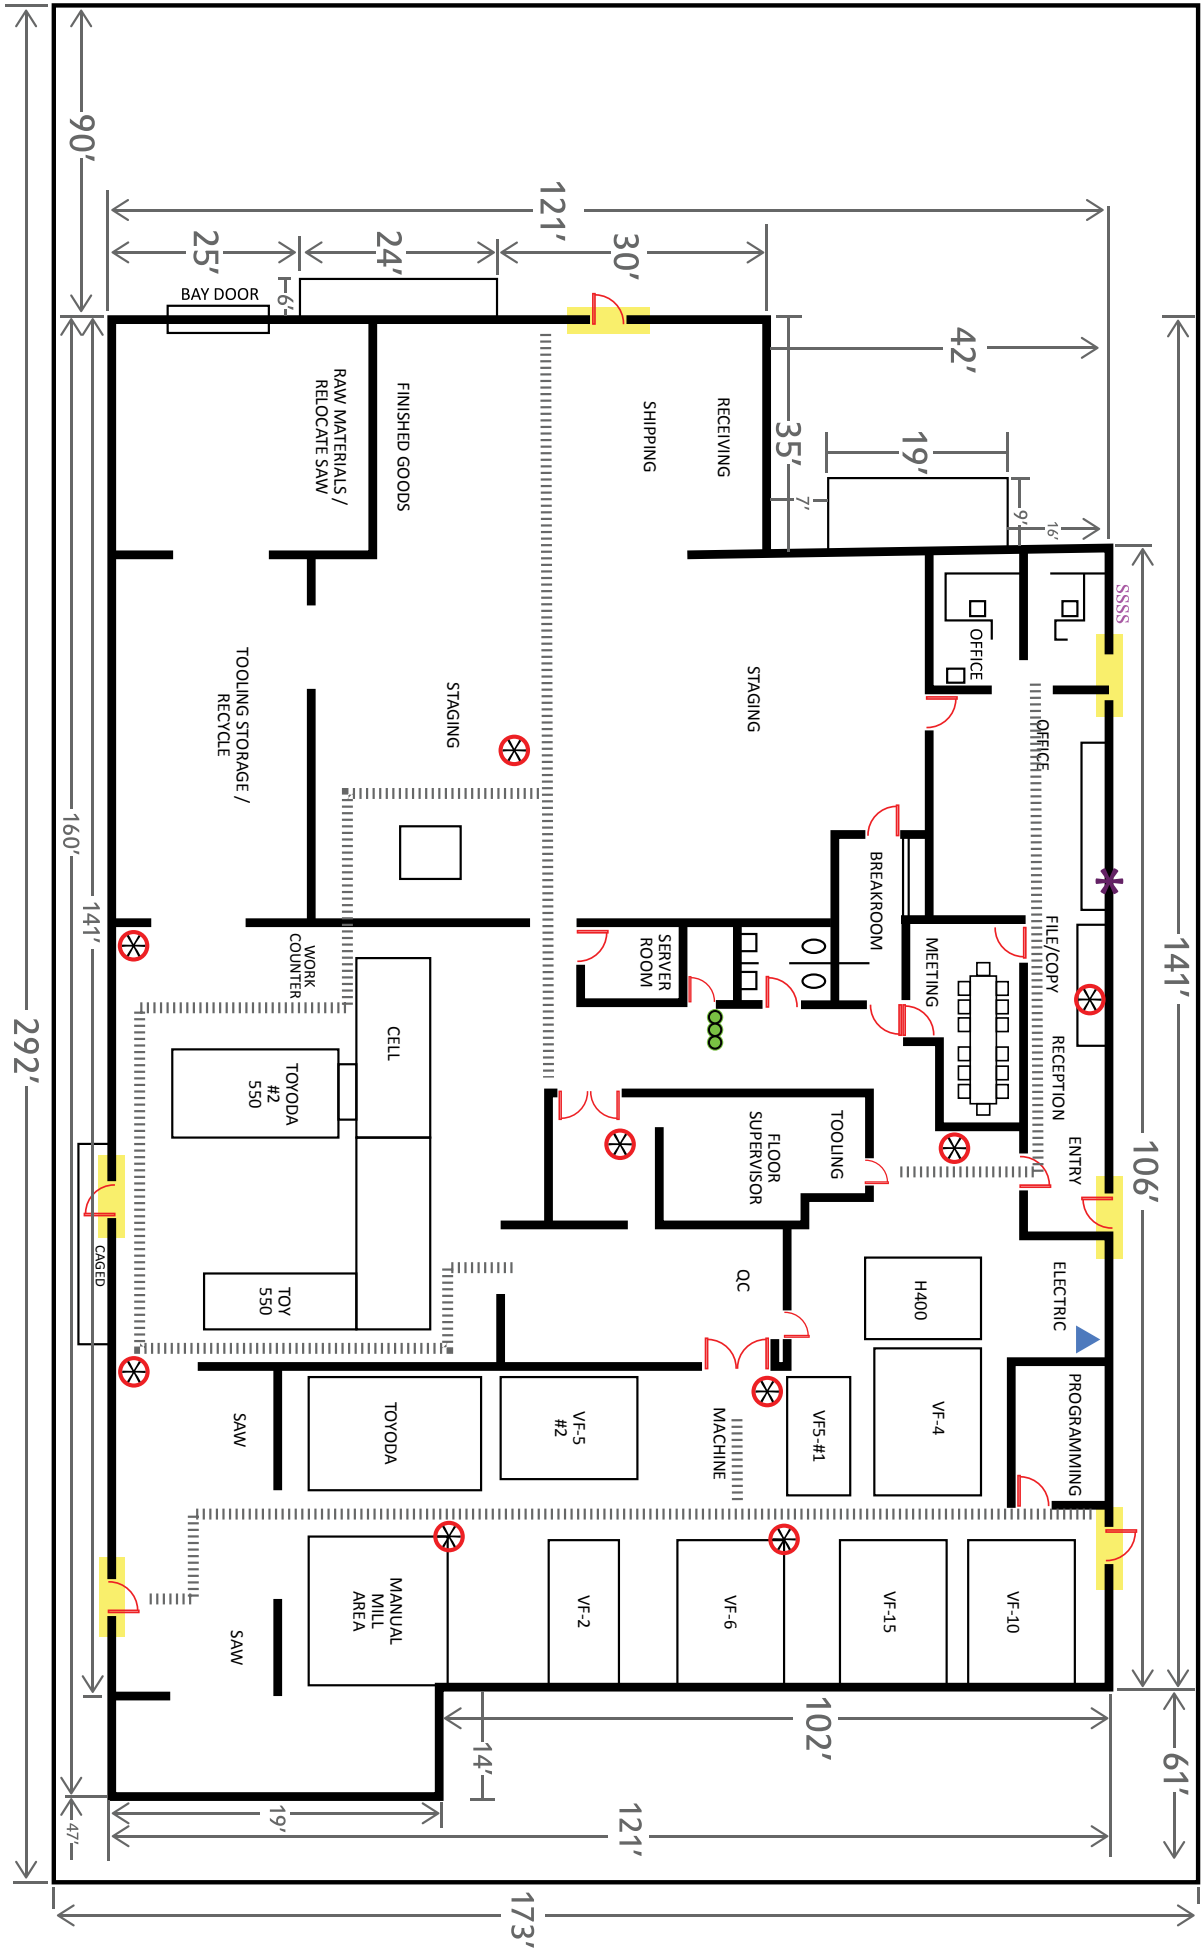 90’
121’
25’
24’
30’
BAY DOOR
6’
42’
RAW MATERIALS /
RELOCATE SAW
FINISHED GOODS
SHIPPING
RECEIVING
35’
19’
7’
9’
16’
SSSS
OFFICE
OFFICE
TOOLING STORAGE /
RECYCLE
STAGING
STAGING
160’
141’
292’
BREAKROOM
WORK
COUNTER
SERVER
ROOM
MEETING
FILE/COPY
141’
CELL
RECEPTION
TOYODA
#2
550
TOOLING
FLOOR
SUPERVISOR
ENTRY
106’
CAGED
TOY
550
QC
H400
ELECTRIC
SAW
TOYODA
VF-5
#2
MACHINE
VF5-#1
VF-4
PROGRAMMING
SAW
MANUAL
MILL
AREA
VF-2
VF-6
VF-15
VF-10
102’
14’
61’
19’
121’
47’
173’